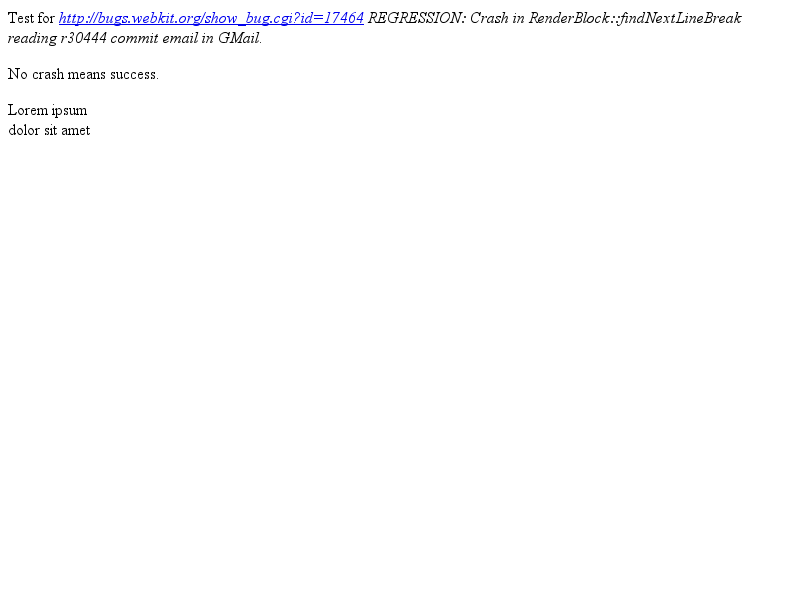 Test for http://bugs.webkit.org/show_bug.cgi?id=17464 REGRESSION: Crash in RenderBlock::findNextLineBreak
reading r30444 commit email in GMail.
No crash means success.
Lorem ipsum
dolor sit amet